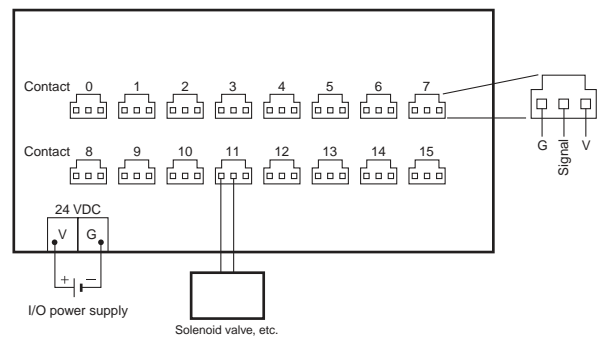 Contact 0 1 2 3 4 5 6 7
G Signal V
Contact 8 9 10 11 12 13 14 15
24 VDC
V G
+ −
I/O power supply
Solenoid valve, etc.